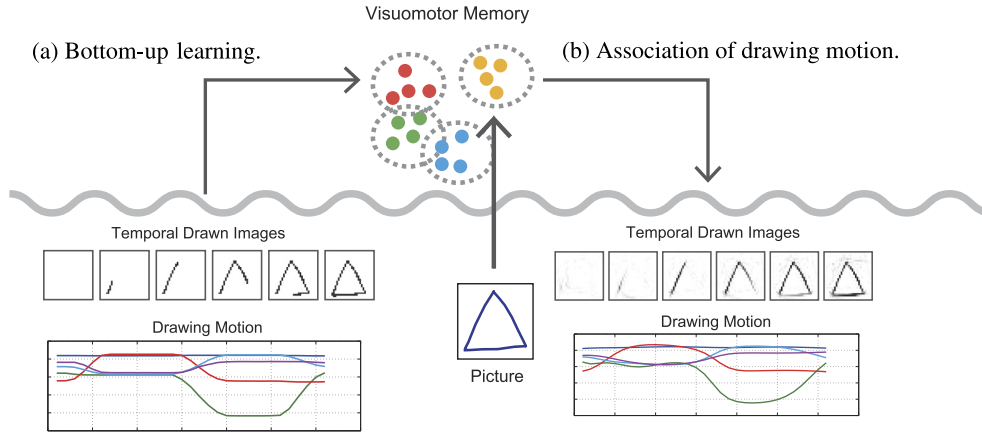 Visuomotor Memory
(a) Bottom-up learning.
(b) Association of drawing motion.
Temporal Drawn Images
Drawing Motion
Picture
Temporal Drawn Images
Drawing Motion